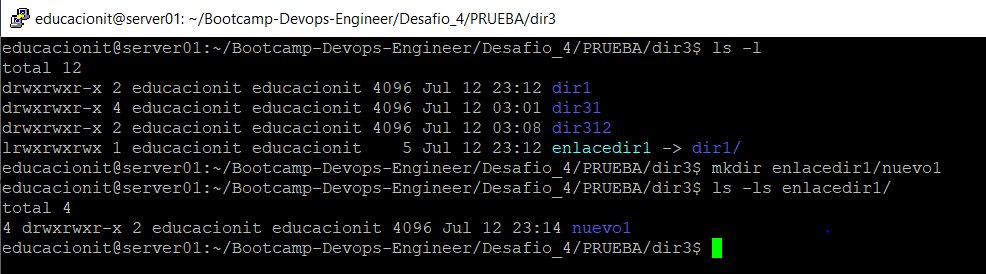 educacionit@server01: ~/Bootcamp-Devops-Engineer/Desafio_4/PRUEBA/dir3
educacionit@server01:~/Bootcamp-Devops-Engineer/Desafio_4/PRUEBA/dir3$ ls -l
total 12
drwxrwxr-x 2 educacionit educacionit 4096 Jul 12 23:12 dir1
drwxrwxr-x 4 educacionit educacionit 4096 Jul 12 03:01 dir31
drwxrwxr-x 2 educacionit educacionit 4096 Jul 12 03:08 dir312
lrwxrwxrwx 1 educacionit educacionit    5 Jul 12 23:12 enlacedir1 -> dir1/
educacionit@server01:~/Bootcamp-Devops-Engineer/Desafio_4/PRUEBA/dir3$ mkdir enlacedir1/nuevo1
educacionit@server01:~/Bootcamp-Devops-Engineer/Desafio_4/PRUEBA/dir3$ ls -ls enlacedir1/
total 4
4 drwxrwxr-x 2 educacionit educacionit 4096 Jul 12 23:14 nuevo1
educacionit@server01:~/Bootcamp-Devops-Engineer/Desafio_4/PRUEBA/dir3$